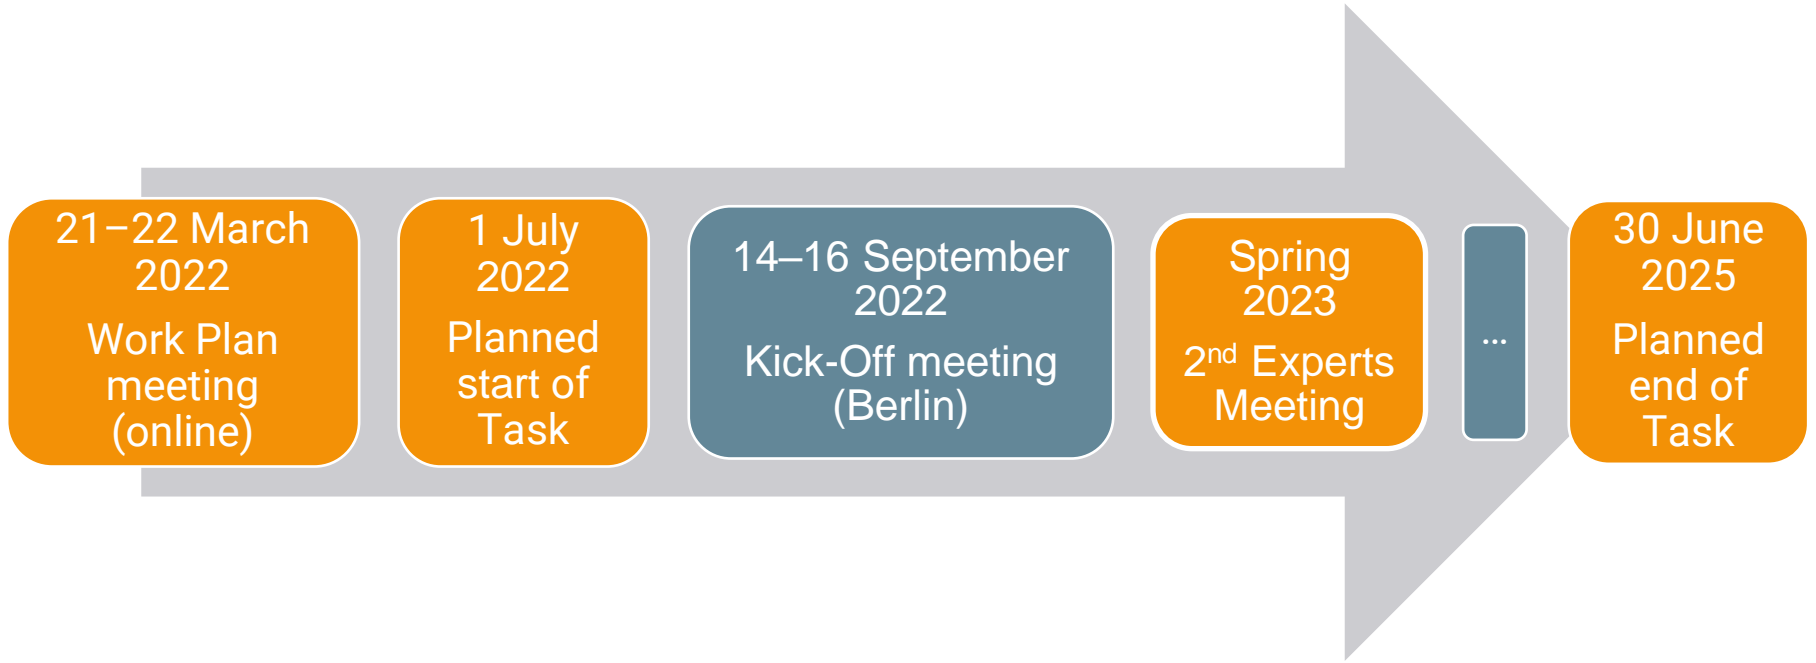 21–22 March
2022
Work Plan
meeting
(online)
1 July
2022
Planned
start of
Task
14–16 September
2022
Kick-Off meeting
(Berlin)
Spring
2023
2nd Experts
Meeting
...
30 June
2025
Planned
end of
Task